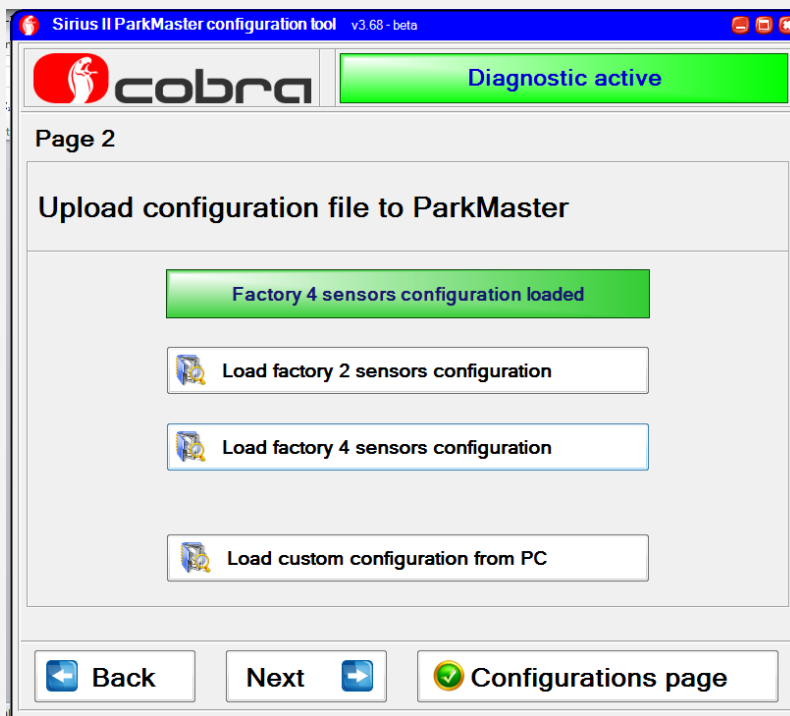 Sirius II ParkMaster configuration tool v3.68 - beta
cobra
Diagnostic active
Page 2
Upload configuration file to ParkMaster
Factory 4 sensors configuration loaded
Load factory 2 sensors configuration
Load factory 4 sensors configuration
Load custom configuration from PC
Back
Next
Configurations page